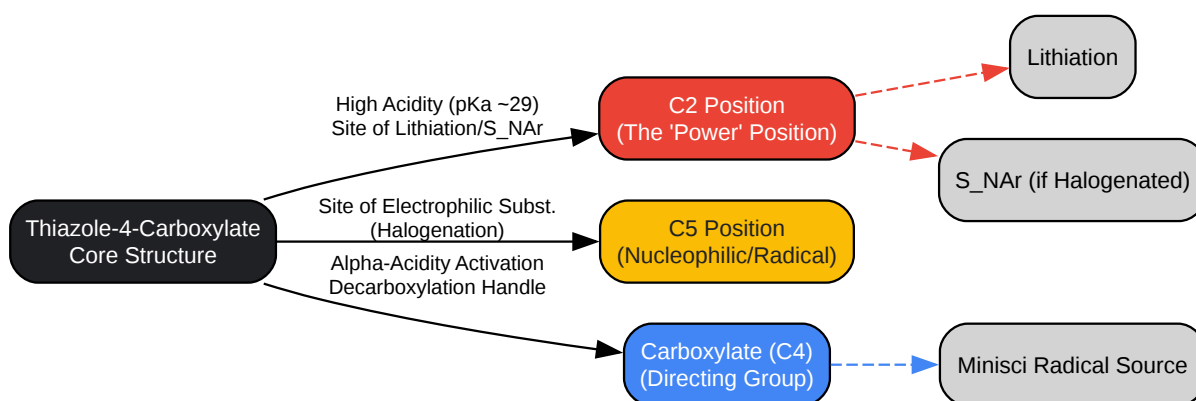 Thiazole-4-Carboxylate
Core Structure
High Acidity (pKa ~29)
Site of Lithiation/S_NAr
C2 Position
(The 'Power' Position)
Lithiation
S_NAr (if Halogenated)
Site of Electrophilic Subst.
(Halogenation)
C5 Position
(Nucleophilic/Radical)
Alpha-Acidity Activation
Decarboxylation Handle
Carboxylate (C4)
(Directing Group)
Minisci Radical Source